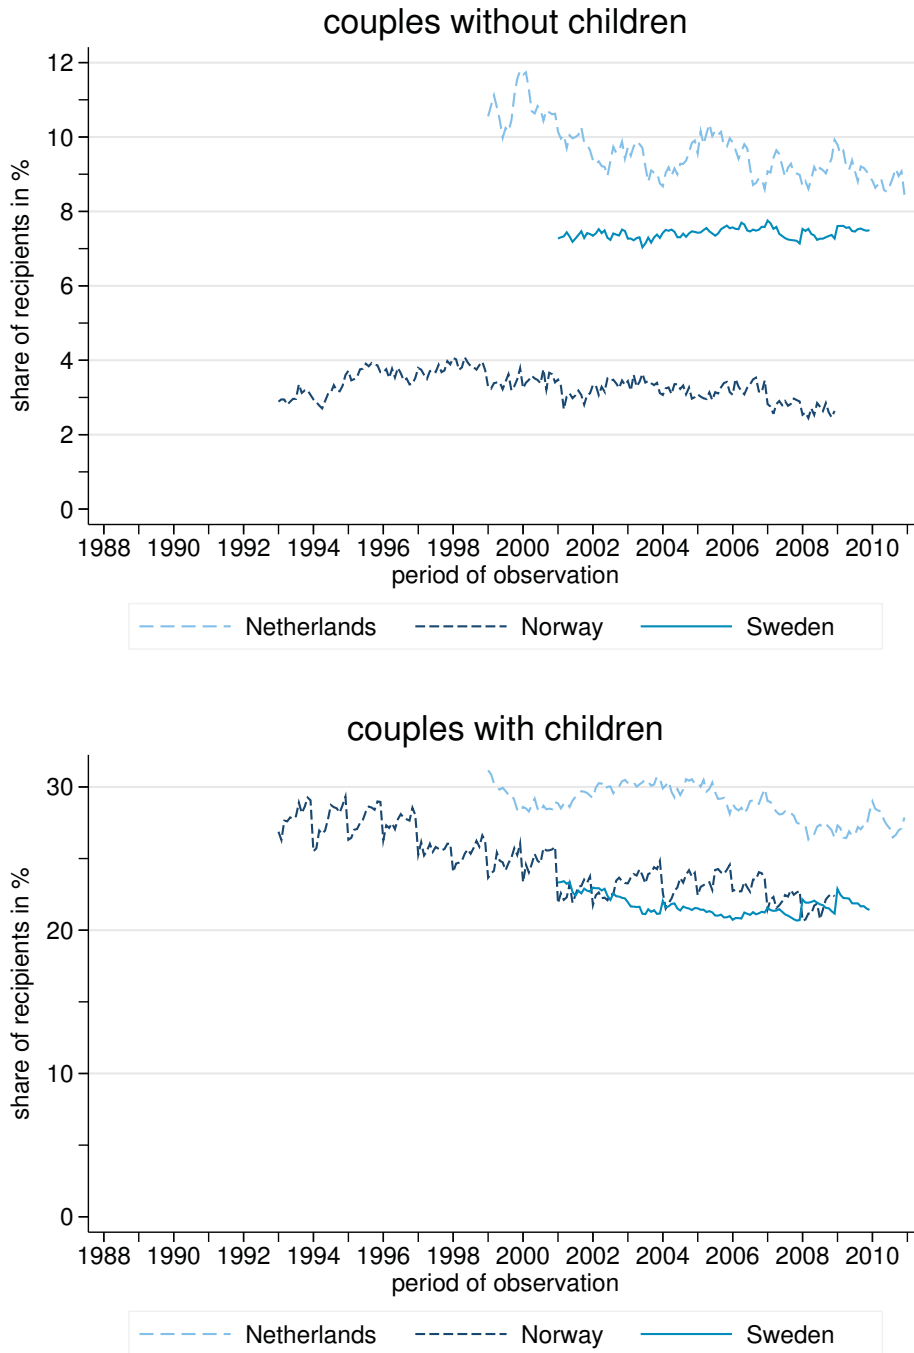 couples without children
share of recipients in %
12
10
8
6
4
2
0
1988 1990 1992 1994 1996 1998 2000 2002 2004 2006 2008 2010
period of observation
Netherlands Norway Sweden
couples with children
share of recipients in %
30
20
10
0
1988 1990 1992 1994 1996 1998 2000 2002 2004 2006 2008 2010
period of observation
Netherlands Norway Sweden